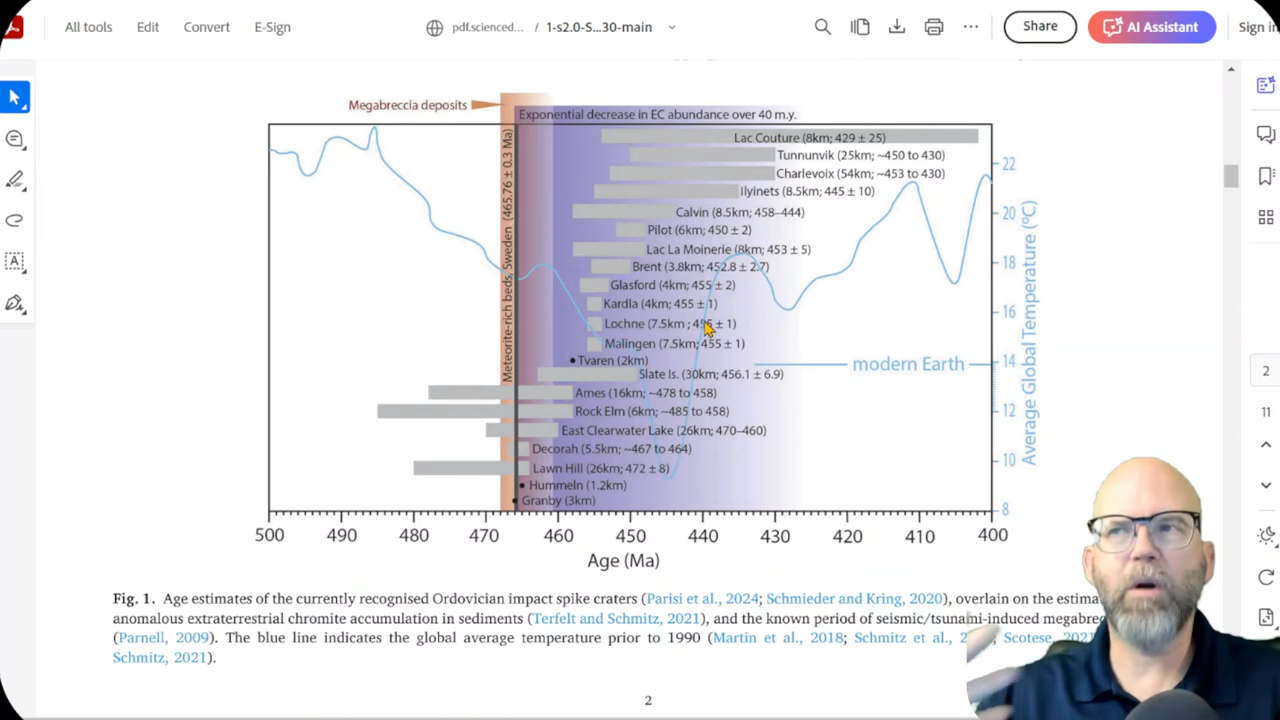 All tools Edit Convert E-Sign pdf.scienced... / 1-s2.0-S...30-main Share AI Assistant Sign in
Megabreccia deposits
Exponential decrease in EC abundance over 40 m.y.
Meteorite-rich beds, Sweden (465.76 ± 0.3 Ma)
Lac Couture (8km; 429 ± 25)
Tunnunvik (25km; ~450 to 430)
Charlevoix (54km; ~453 to 430)
Ilyinets (8.5km; 445 ± 10)
Calvin (8.5km; 458–444)
Pilot (6km; 450 ± 2)
Lac La Moinerie (8km; 453 ± 5)
Brent (3.8km; 452.8 ± 2.7)
Glasford (4km; 455 ± 2)
Kardla (4km; 455 ± 1)
Lochne (7.5km ; 455 ± 1)
Malingen (7.5km; 455 ± 1)
Tvaren (2km)
Slate Is. (30km; 456.1 ± 6.9)
Ames (16km; ~478 to 458)
Rock Elm (6km; ~485 to 458)
East Clearwater Lake (26km; 470–460)
Decorah (5.5km; ~467 to 464)
Lawn Hill (26km; 472 ± 8)
Hummeln (1.2km)
Granby (3km)
modern Earth
22
20
18
16
14
12
10
8
Average Global Temperature (ºC)
500 490 480 470 460 450 440 430 420 410 400
Age (Ma)
2
11
Fig. 1. Age estimates of the currently recognised Ordovician impact spike craters (Parisi et al., 2024; Schmieder and Kring, 2020), overlain on the estima
anomalous extraterrestrial chromite accumulation in sediments (Terfelt and Schmitz, 2021), and the known period of seismic/tsunami-induced megabrec
(Parnell, 2009). The blue line indicates the global average temperature prior to 1990 (Martin et al., 2018; Schmitz et al., Scotese,
Schmitz, 2021).
2